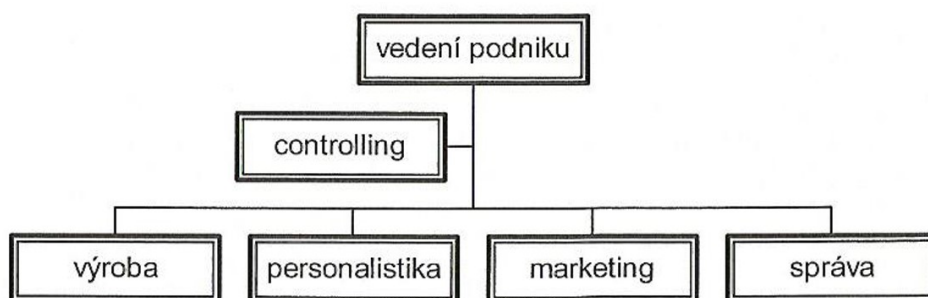 vedení podniku
controlling
výroba
personalistika
marketing
správa